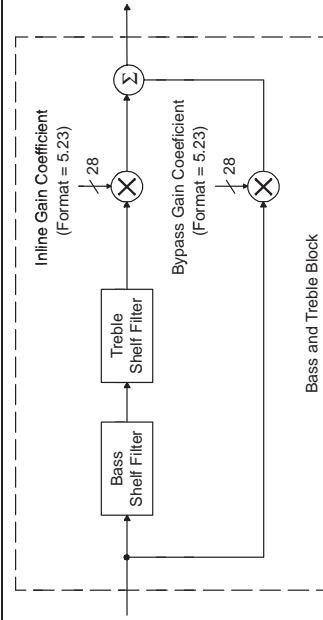 Bass
Shelf Filter
Treble
Shelf Filter
Inline Gain Coefficient
(Format = 5.23)
28
Σ
Bypass Gain Coeeficient
(Format = 5.23)
28
Bass and Treble Block